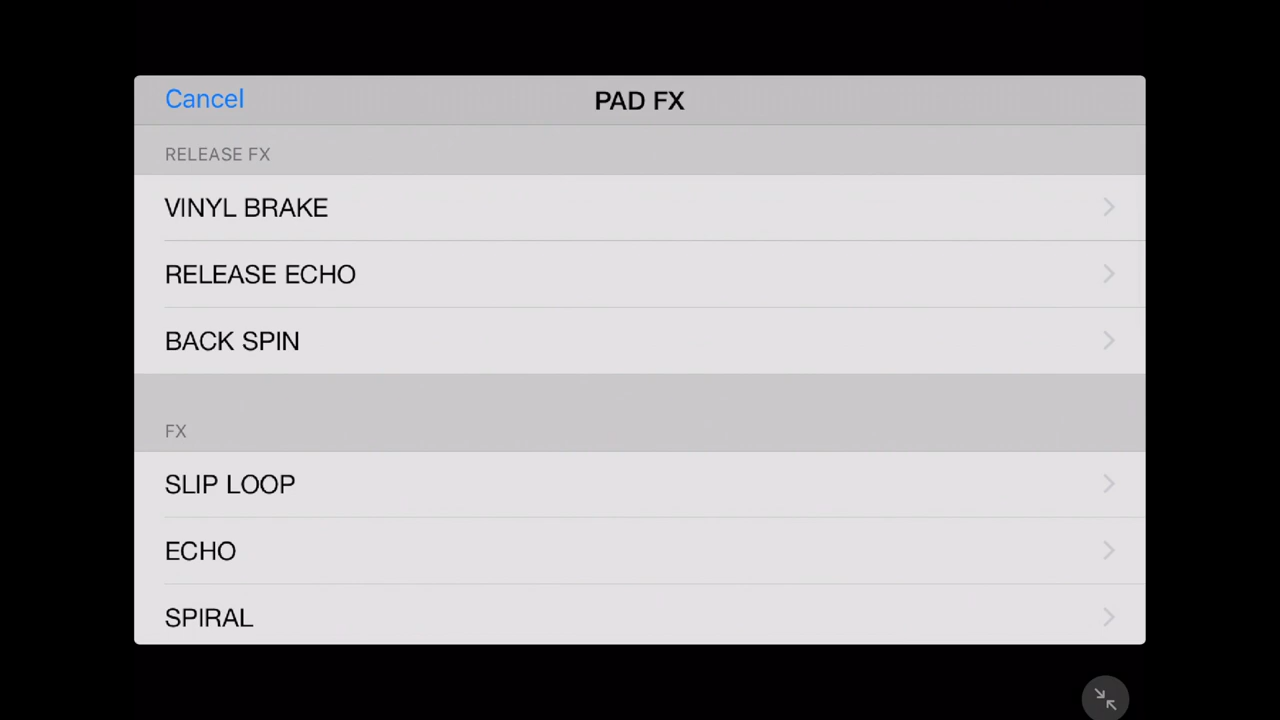 Cancel
PAD FX
RELEASE FX
VINYL BRAKE
RELEASE ECHO
BACK SPIN
FX
SLIP LOOP
ECHO
SPIRAL